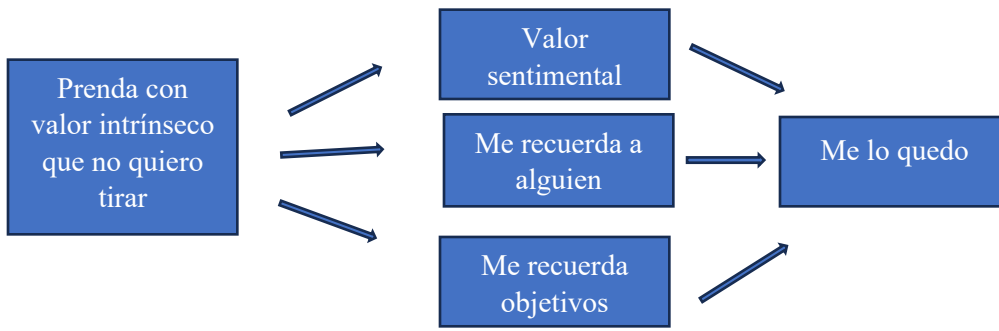 Prenda con
valor intrínseco
que no quiero
tirar
Valor
sentimental
Me recuerda a
alguien
Me recuerda
objetivos
Me lo quedo